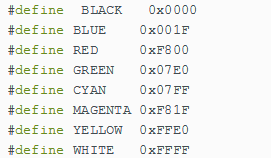 #define  BLACK   0x0000
#define BLUE    0x001F
#define RED     0xF800
#define GREEN   0x07E0
#define CYAN    0x07FF
#define MAGENTA 0xF81F
#define YELLOW  0xFFE0
#define WHITE   0xFFFF